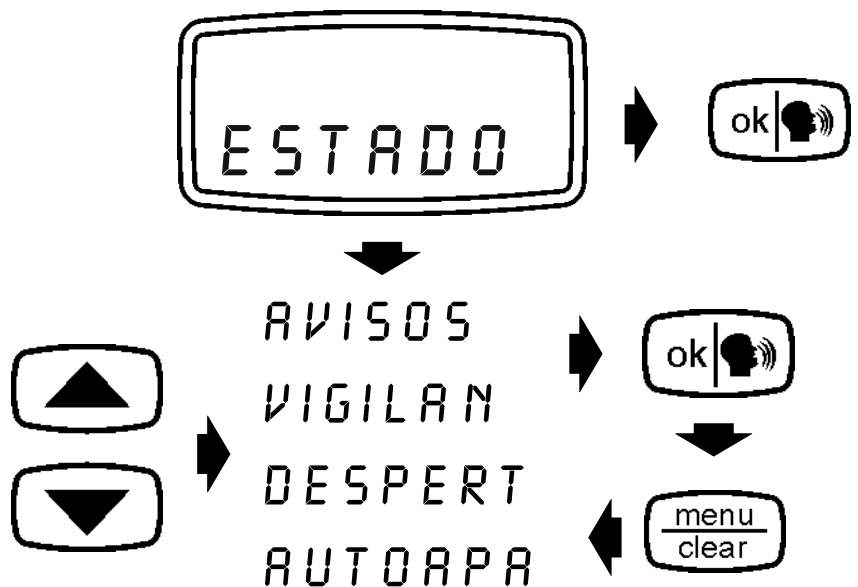 ESTADO
ok
AVISOS
ok
VIGILAN
DESPERT
menu
clear
AUTOAPA